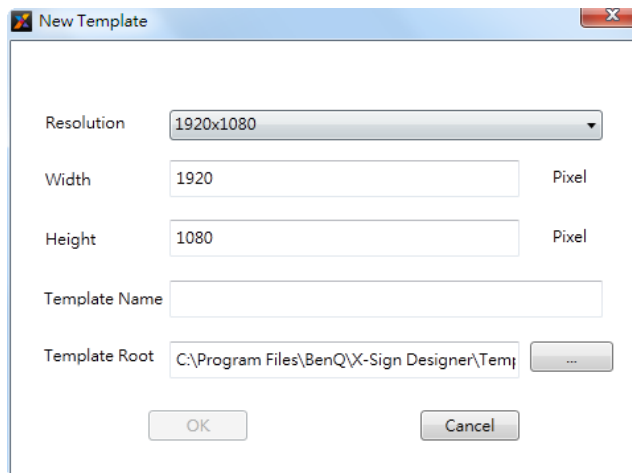 New Template
Resolution 1920x1080
Width 1920 Pixel
Height 1080 Pixel
Template Name
Template Root C:\Program Files\BenQ\X-Sign Designer\Temp ...
OK Cancel